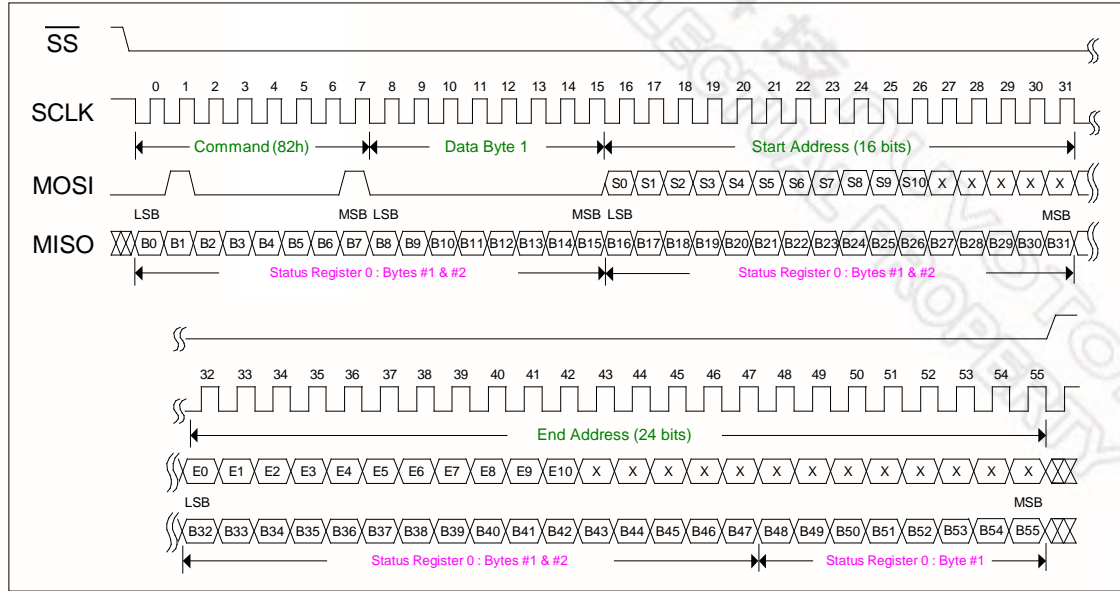 SS
0 1 2 3 4 5 6 7 8 9 10 11 12 13 14 15 16 17 18 19 20 21 22 23 24 25 26 27 28 29 30 31
SCLK
Command (82h) Data Byte 1 Start Address (16 bits)
MOSI S0 S1 S2 S3 S4 S5 S6 S7 S8 S9 S10 X X X X X
LSB MSB LSB MSB LSB MSB
MISO B0 B1 B2 B3 B4 B5 B6 B7 B8 B9 B10 B11 B12 B13 B14 B15 B16 B17 B18 B19 B20 B21 B22 B23 B24 B25 B26 B27 B28 B29 B30 B31
Status Register 0 : Bytes #1 & #2 Status Register 0 : Bytes #1 & #2
32 33 34 35 36 37 38 39 40 41 42 43 44 45 46 47 48 49 50 51 52 53 54 55
End Address (24 bits)
E0 E1 E2 E3 E4 E5 E6 E7 E8 E9 E10 X X X X X X X X X X X X X
LSB MSB
B32 B33 B34 B35 B36 B37 B38 B39 B40 B41 B42 B43 B44 B45 B46 B47 B48 B49 B50 B51 B52 B53 B54 B55
Status Register 0 : Bytes #1 & #2 Status Register 0 : Byte #1